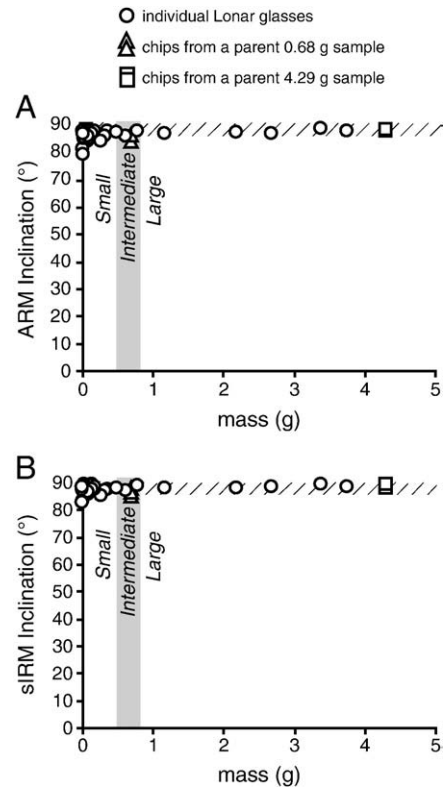 individual Lonar glasses
chips from a parent 0.68 g sample
chips from a parent 4.29 g sample
A
90
80
70
60
50
40
30
20
10
0
ARM Inclination (°)
Small
Intermediate
Large
0 1 2 3 4 5
mass (g)
B
90
80
70
60
50
40
30
20
10
0
sIRM Inclination (°)
Small
Intermediate
Large
0 1 2 3 4 5
mass (g)